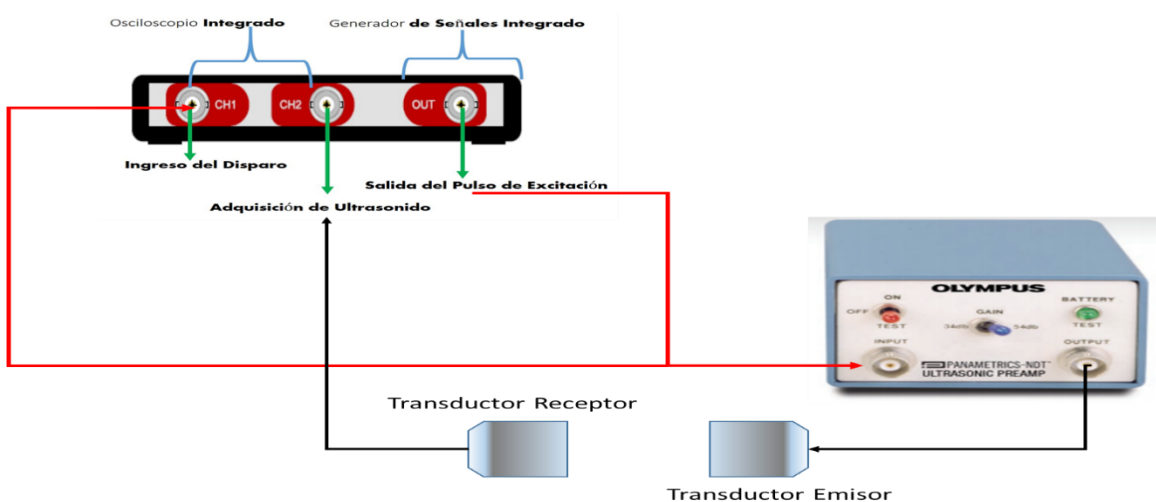 Osciloscopio Integrado
Generador de Señales Integrado
CH1
CH2
OUT
Ingreso del Disparo
Salida del Pulso de Excitación
Adquisición de Ultrasonido
OLYMPUS
ON
OFF
TEST
GAIN
34db
54db
BATTERY
TEST
INPUT
OUTPUT
PANAMETRICS-NDT™
ULTRASONIC PREAMP
Transductor Receptor
Transductor Emisor